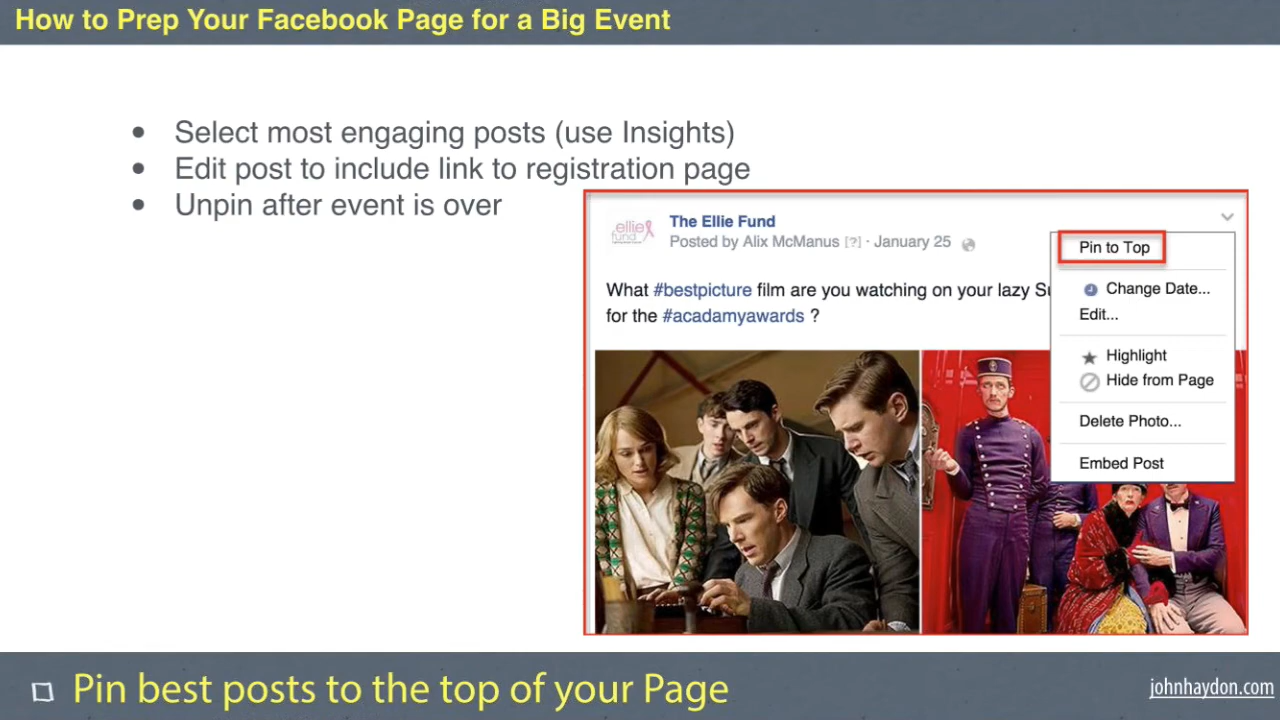 How to Prep Your Facebook Page for a Big Event
• Select most engaging posts (use Insights)
• Edit post to include link to registration page
• Unpin after event is over
ellie
fund
The Ellie Fund
Posted by Alix McManus [?] · January 25
What #bestpicture film are you watching on your lazy
for the #acadamyawards ?
Pin to Top
Change Date...
Edit...
Highlight
Hide from Page
Delete Photo...
Embed Post
Pin best posts to the top of your Page
johnhaydon.com